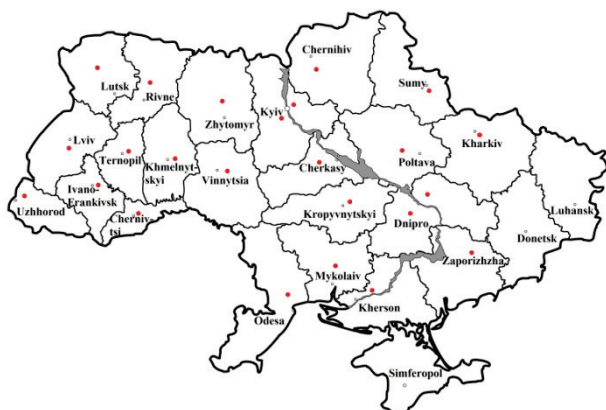 Chernihiv
Lutsk
Rivne
Sumy
Kyiv
Zhytomyr
Lviv
Kharkiv
Ternopil
Khmelnyt-
skyi
Poltava
Cherkasy
Vinnytsia
Ivano-
Frankivsk
Uzhhorod
Cherniv-
tsi
Luhansk
Kropyvnytskyi
Dnipro
Donetsk
Zaporizhzha
Mykolaiv
Kherson
Odesa
Simferopol